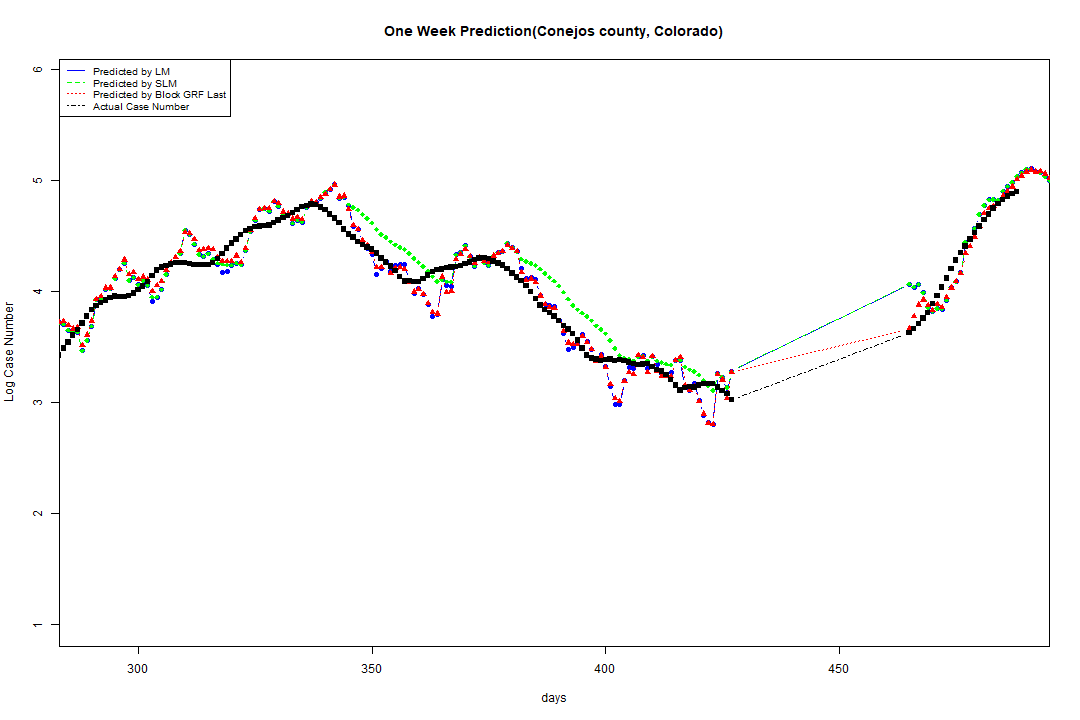 One Week Prediction(Conejos county, Colorado)
Predicted by LM
Predicted by SLM
Predicted by Block GRF Last
Actual Case Number
6
5
4
3
2
1
Log Case Number
300
350
400
450
days